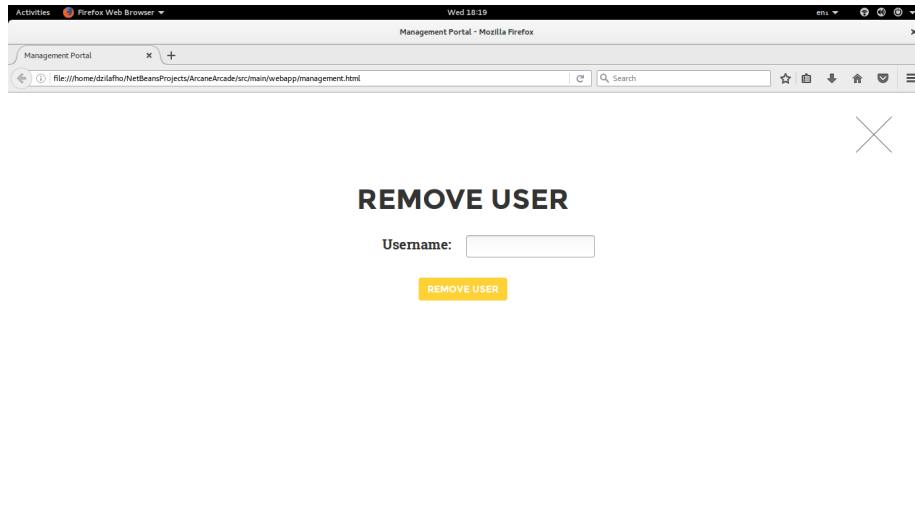 Activities Firefox Web Browser Wed 18:19 en₁
Management Portal - Mozilla Firefox
Management Portal
file:///home/dzilafho/NetBeansProjects/ArcaneArcade/src/main/webapp/management.html Search
REMOVE USER
Username:
REMOVE USER